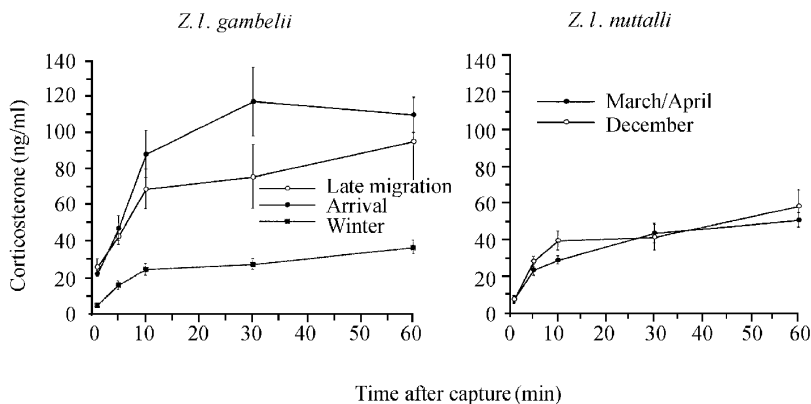 Z. l. gambelii
Z. l. nuttalli
Corticosterone (ng/ml)
140
120
100
80
60
40
20
0
Late migration
Arrival
Winter
0 10 20 30 40 50 60
140
120
100
80
60
40
20
0
March/April
December
0 10 20 30 40 50 60
Time after capture (min)